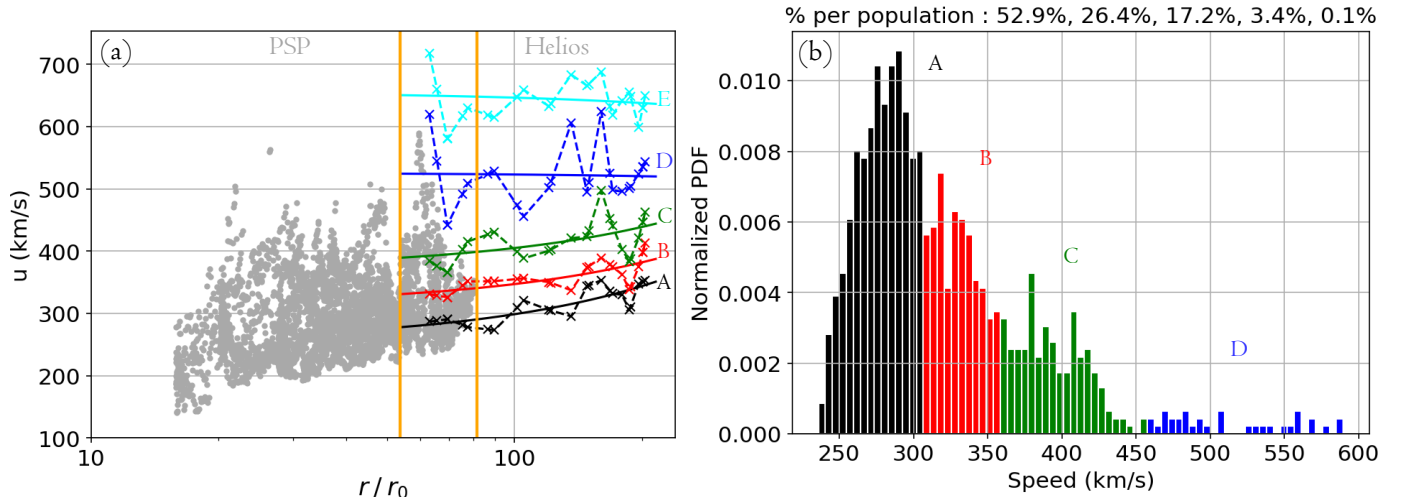 % per population : 52.9%, 26.4%, 17.2%, 3.4%, 0.1%
(a)
PSP
Helios
700
600
500
400
300
200
100
u (km/s)
E
D
C
B
A
10
100
r / r0
(b)
A
B
C
D
0.010
0.008
0.006
0.004
0.002
0.000
Normalized PDF
250 300 350 400 450 500 550 600
Speed (km/s)